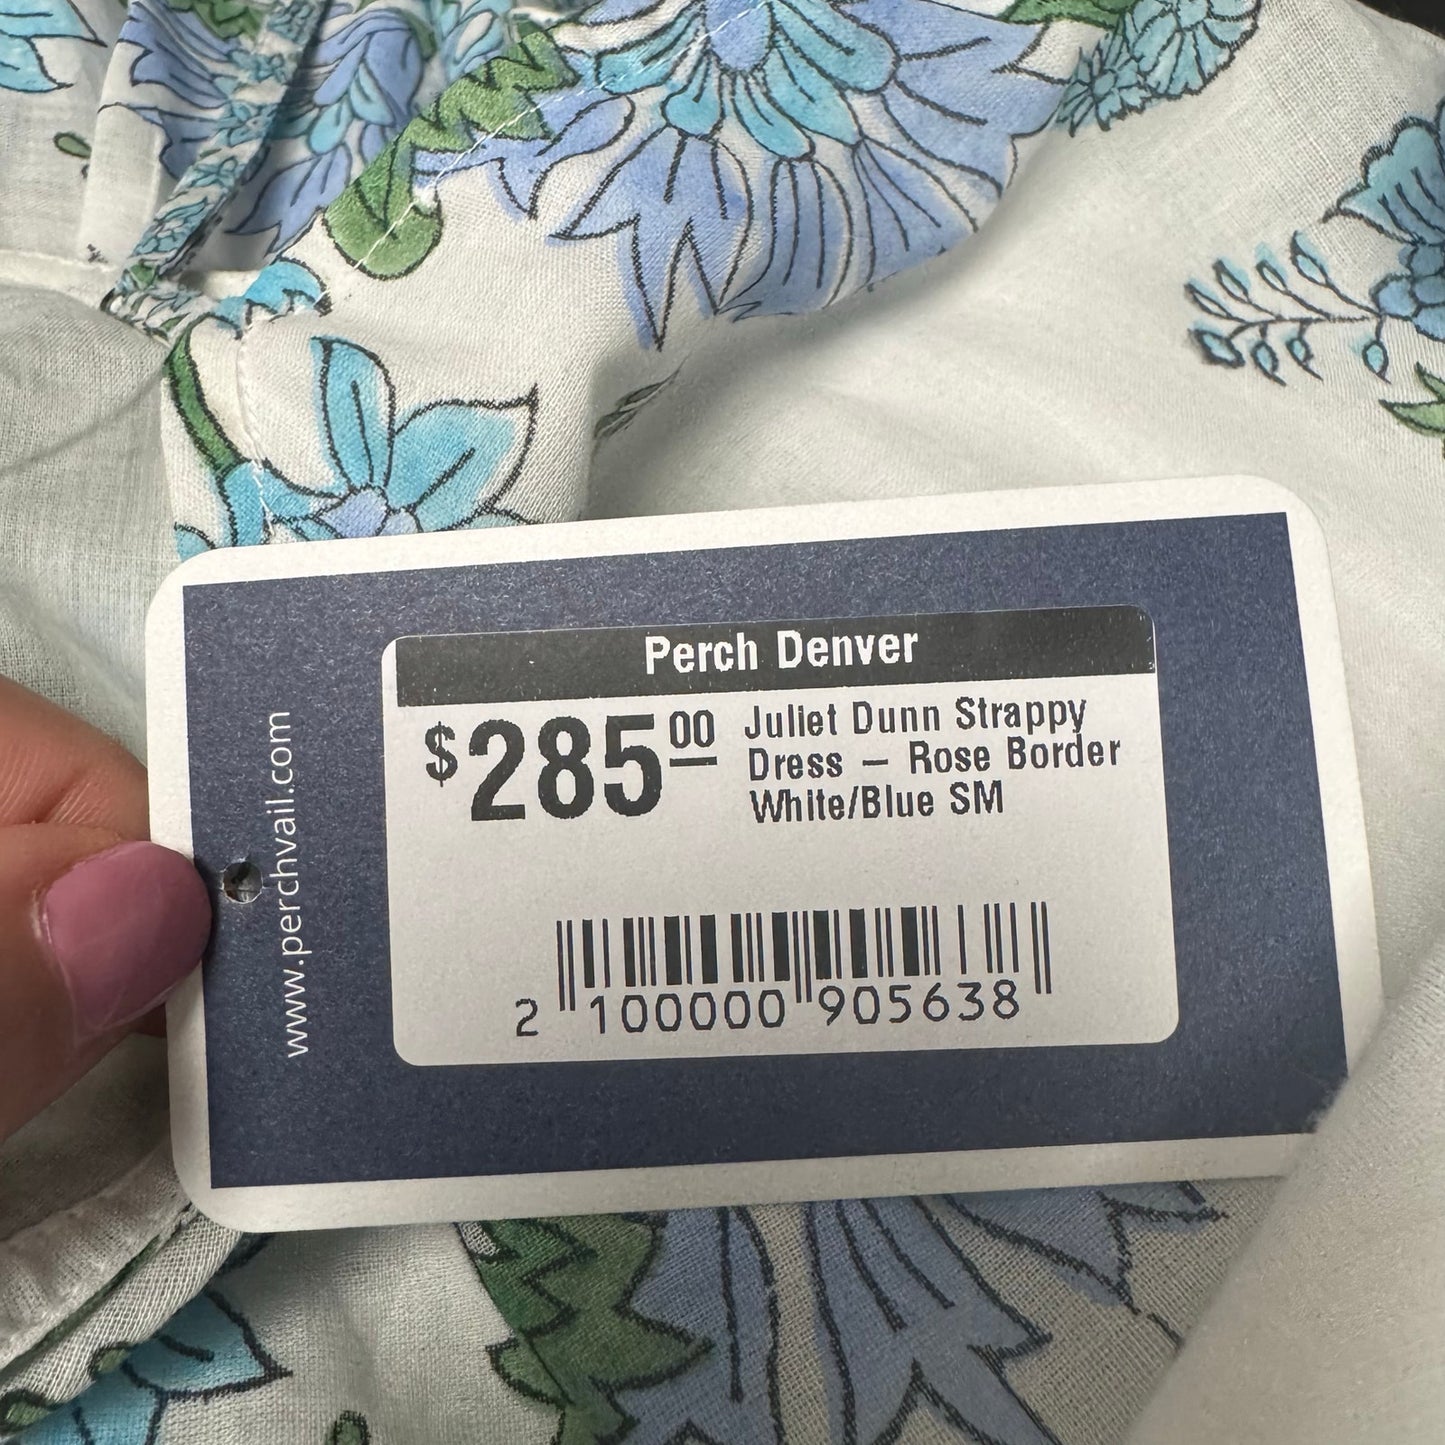 Perch Denver
$285.00
Juliet Dunn Strappy
Dress – Rose Border
White/Blue SM
2 100000 905638
www.perchvail.com